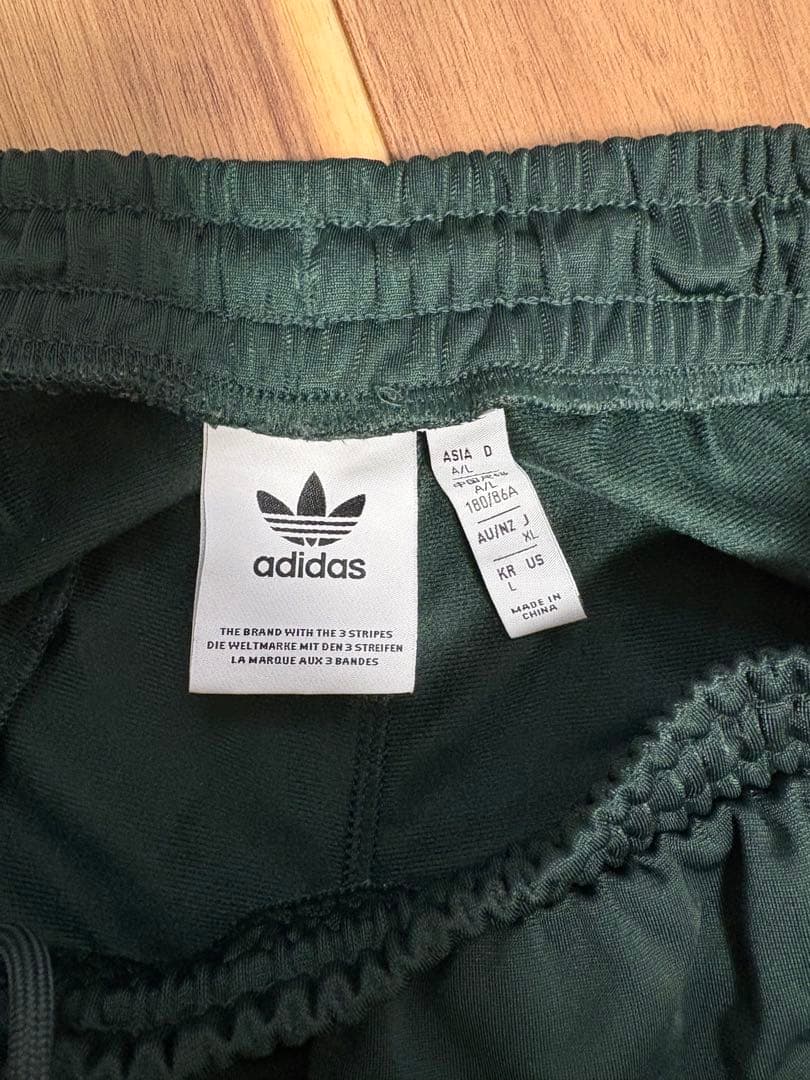 adidas
THE BRAND WITH THE 3 STRIPES
DIE WELTMARKE MIT DEN 3 STREIFEN
LA MARQUE AUX 3 BANDES
ASIA D
A/L
A/L
180/86A
AU/NZ J
XL
KR US
L
MADE IN
CHINA